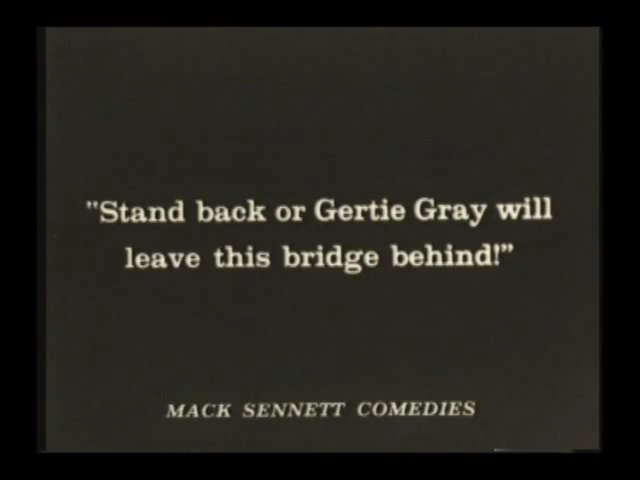 "Stand back or Gertie Gray will
leave this bridge behind!"
MACK SENNETT COMEDIES